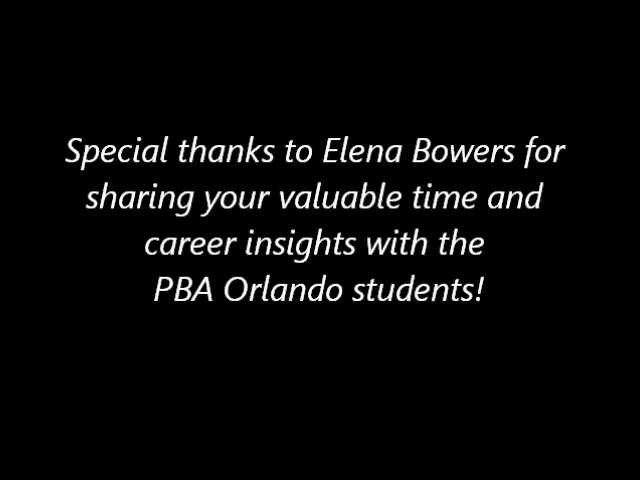 Special thanks to Elena Bowers for
sharing your valuable time and
career insights with the
PBA Orlando students!